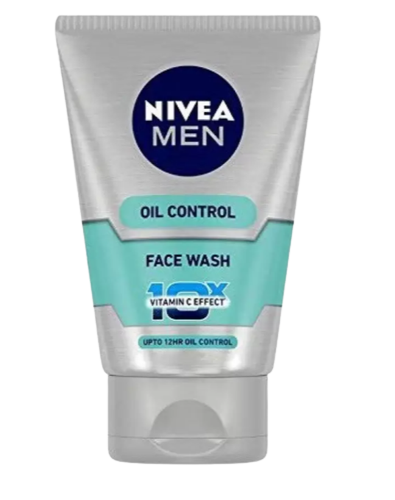 NIVEA
MEN
OIL CONTROL
FACE WASH
10X
VITAMIN C EFFECT*
UPTO 12HR OIL CONTROL